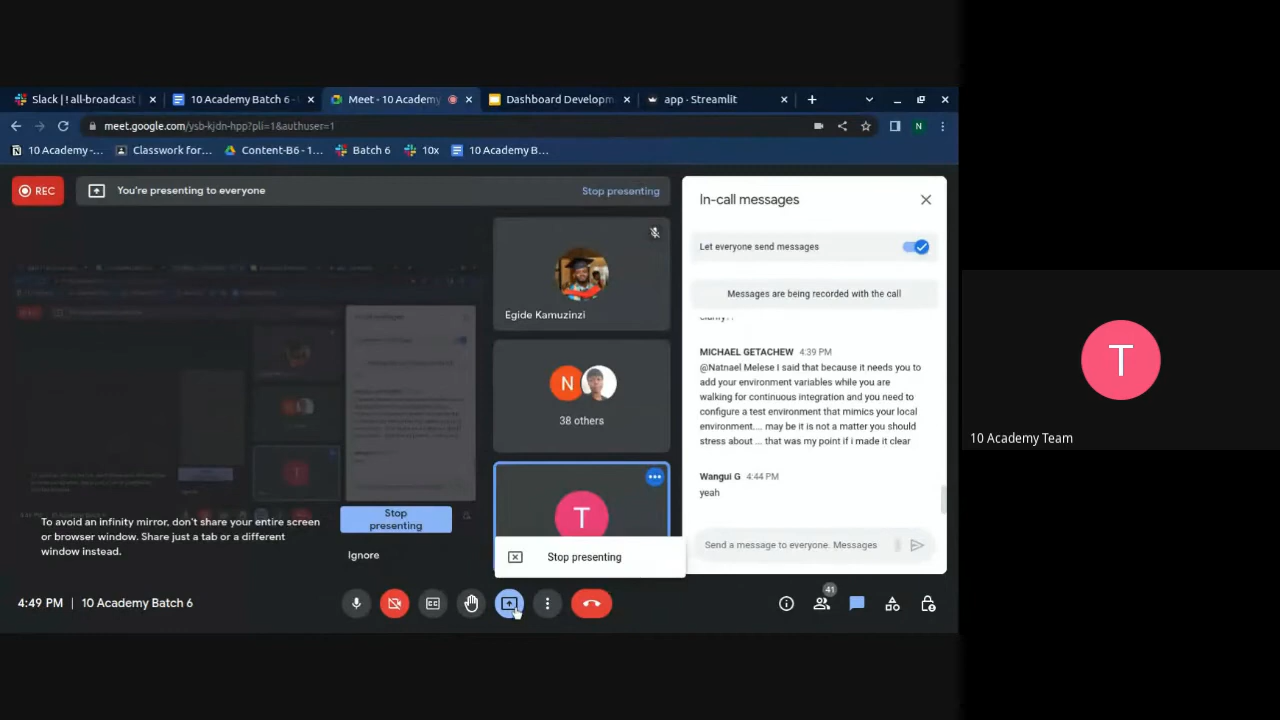 Slack | ! all-broadcast
10 Academy Batch 6 -
Meet - 10 Academy
Dashboard Developm
app · Streamlit
meet.google.com/ysb-kjdn-hpp?pli=1&authuser=1
N
10 Academy -...
Classwork for...
Content-B6 - 1...
Batch 6
10x
10 Academy B...
REC
You're presenting to everyone
Stop presenting
Egide Kamuzinzi
N
38 others
T
Stop presenting
To avoid an infinity mirror, don't share your entire screen
or browser window. Share just a tab or a different
window instead.
Stop
presenting
Ignore
In-call messages
Let everyone send messages
Messages are being recorded with the call
MICHAEL GETACHEW 4:39 PM
@Natnael Melese I said that because it needs you to
add your environment variables while you are
walking for continuous integration and you need to
configure a test environment that mimics your local
environment.... may be it is not a matter you should
stress about ... that was my point if i made it clear
Wangui G 4:44 PM
yeah
Send a message to everyone. Messages
4:49 PM | 10 Academy Batch 6
41
T
10 Academy Team